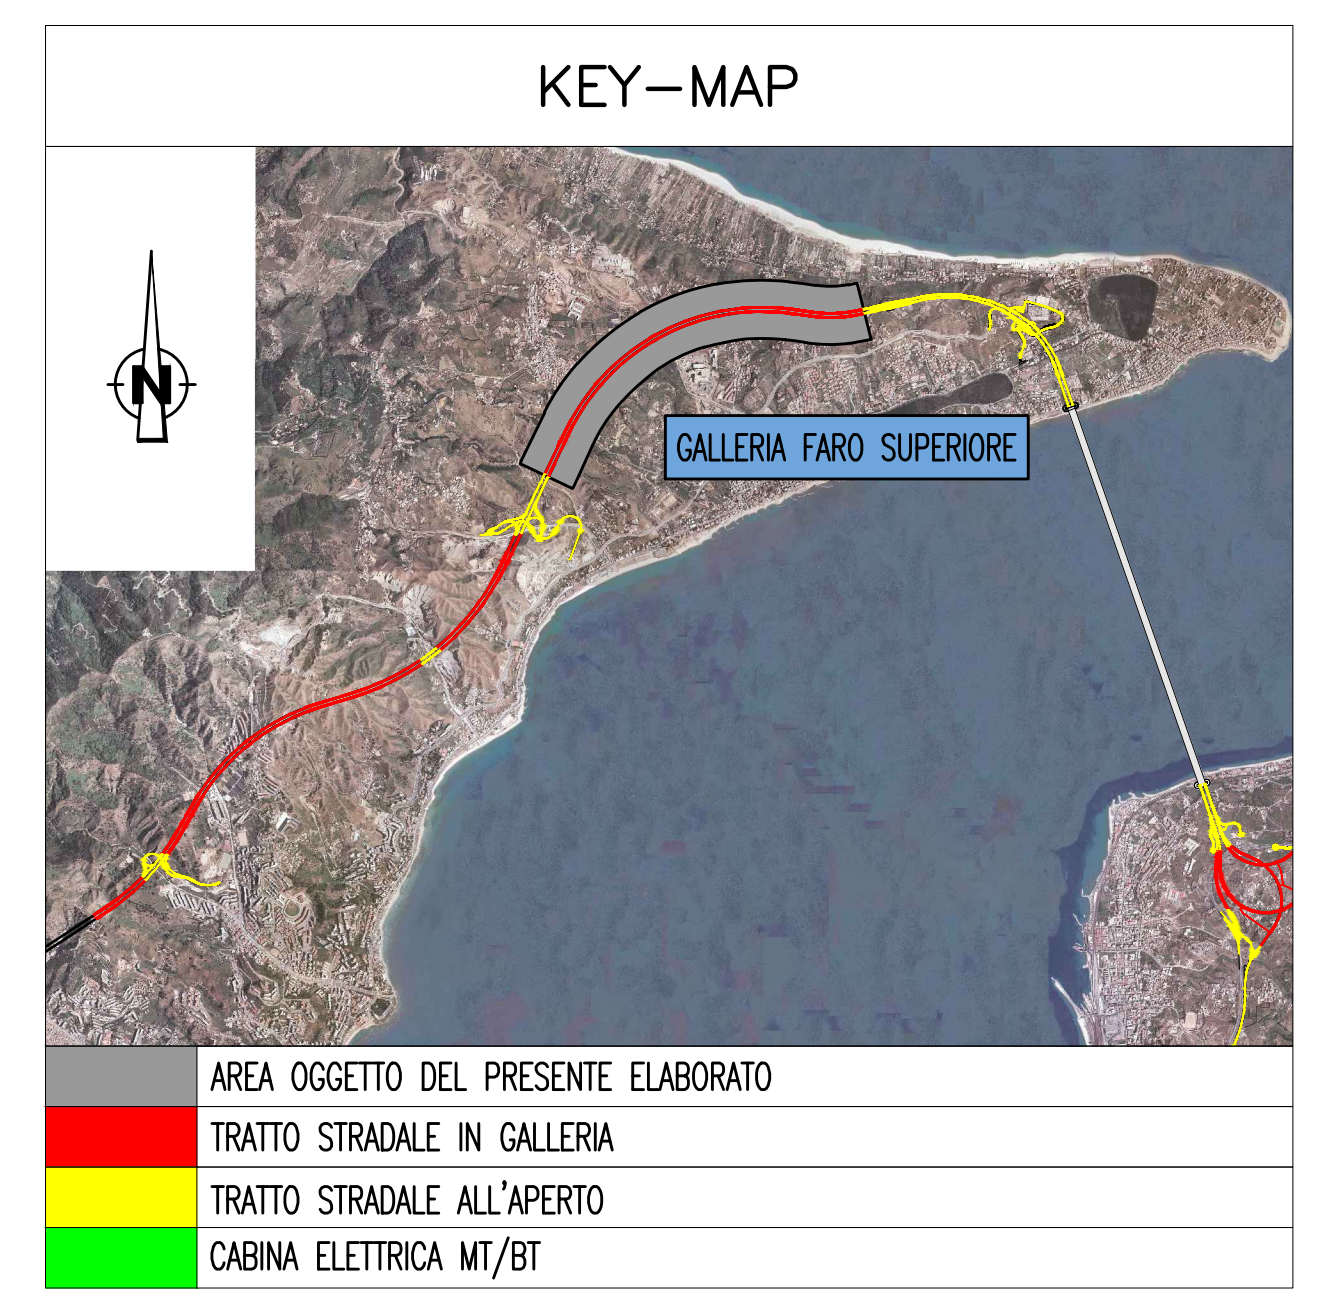 KEY-MAP
N
GALLERIA FARO SUPERIORE
AREA OGGETTO DEL PRESENTE ELABORATO
TRATTO STRADALE IN GALLERIA
TRATTO STRADALE ALL'APERTO
CABINA ELETTRICA MT/BT